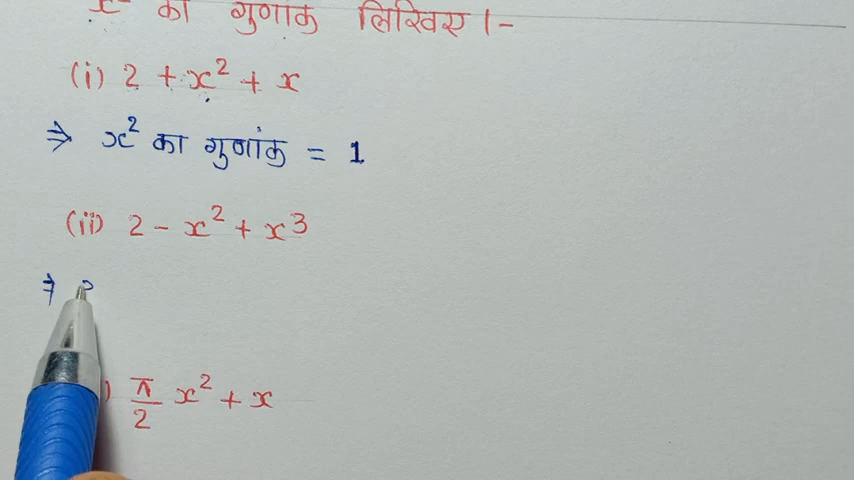 का गुणांक लिखिए।-
(i) 2 + x² + x
⇒ x² का गुणांक = 1
(ii) 2 - x² + x³
⇒
) π/2 x² + x